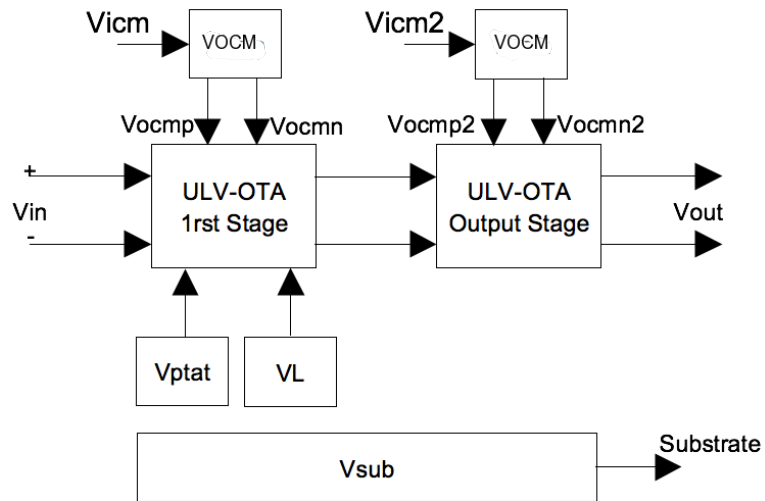 Vicm
VOCM
Vicm2
VOЄM
Vocmp
Vocmn
Vocmp2
Vocmn2
+
Vin
-
ULV-OTA
1rst Stage
ULV-OTA
Output Stage
Vout
Vptat
VL
Vsub
Substrate